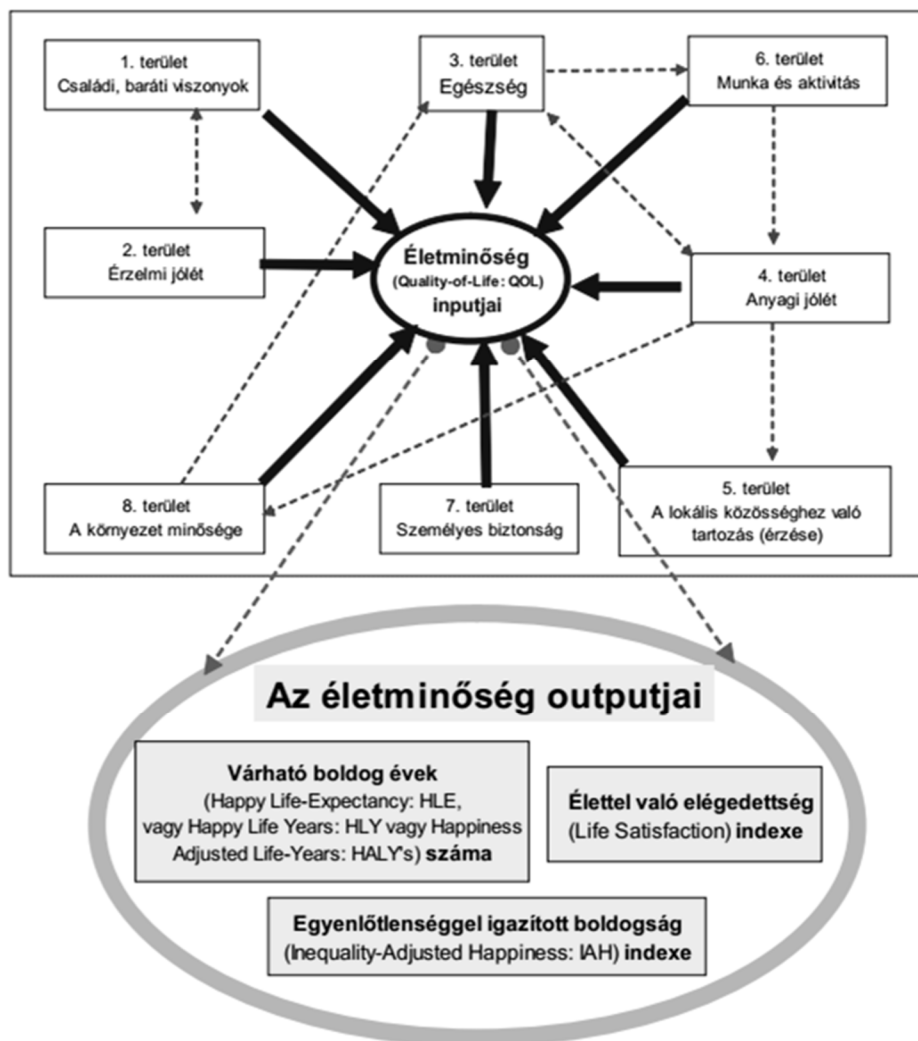 1. terület
Családi, baráti viszonyok
3. terület
Egészség
6. terület
Munka és aktivitás
2. terület
Érzelmi jólét
Életminőség
(Quality-of-Life: QOL)
inputjai
4. terület
Anyagi jólét
8. terület
A környezet minősége
7. terület
Személyes biztonság
5. terület
A lokális közösséghez való
tartozás (érzése)
Az életminőség outputjai
Várható boldog évek
(Happy Life-Expectancy: HLE,
vagy Happy Life Years: HLY vagy Happiness
Adjusted Life-Years: HALY's) száma
Élettel való elégedettség
(Life Satisfaction) indexe
Egyenlőtlenséggel igazított boldogság
(Inequality-Adjusted Happiness: IAH) indexe